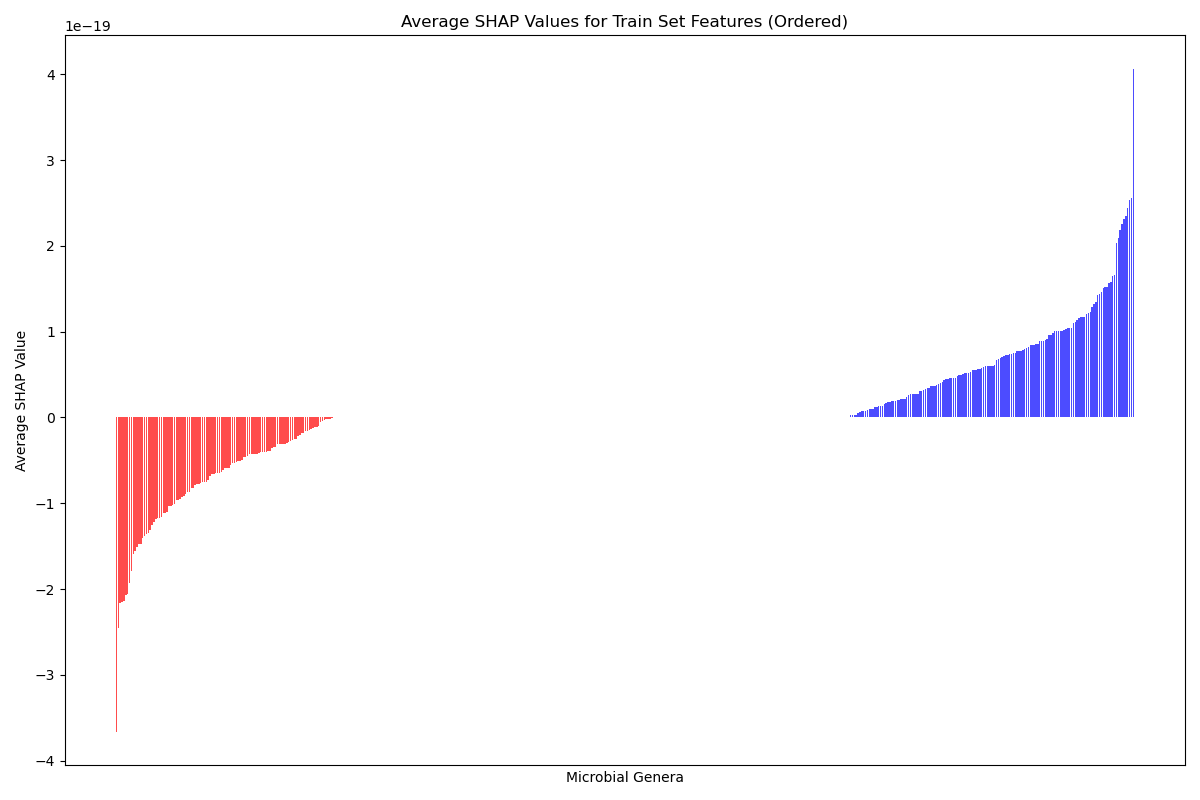 Average SHAP Values for Train Set Features (Ordered)
1e−19
4
3
2
1
0
−1
−2
−3
−4
Average SHAP Value
Microbial Genera